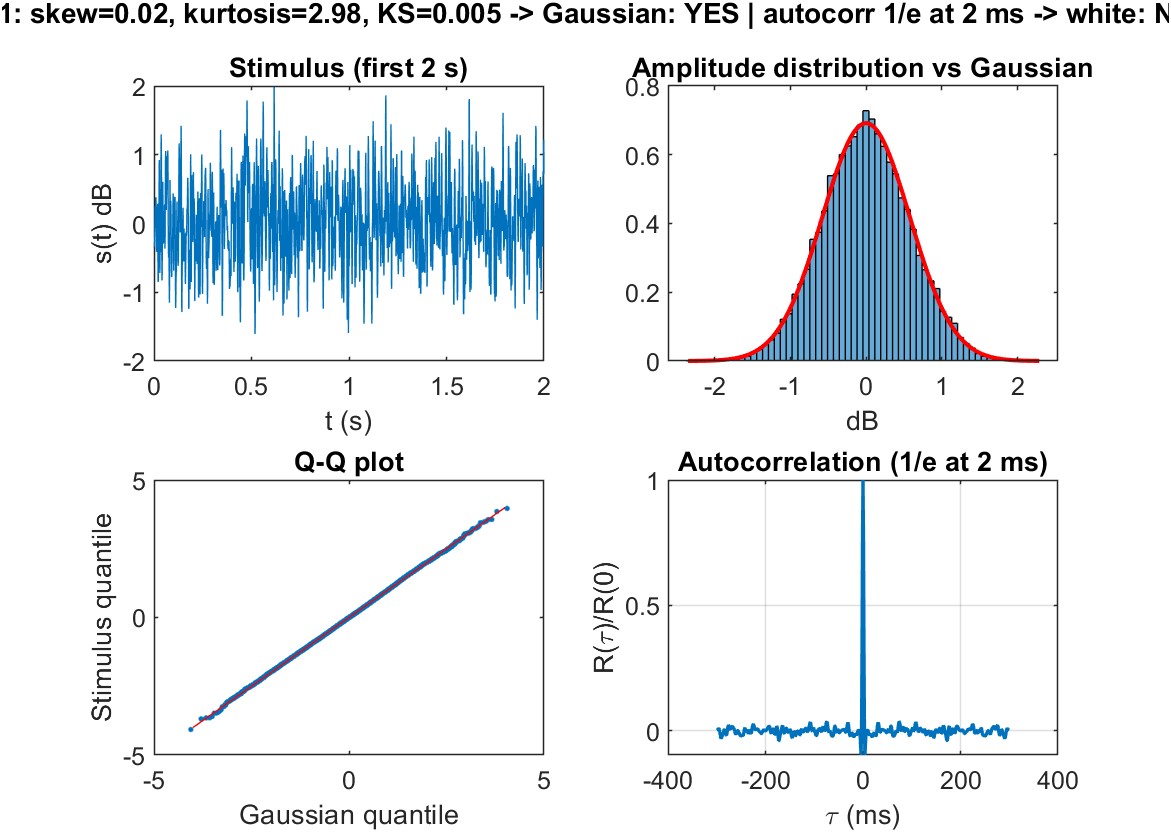 1: skew=0.02, kurtosis=2.98, KS=0.005 -> Gaussian: YES | autocorr 1/e at 2 ms -> white: N
Stimulus (first 2 s)
2
1
0
-1
-2
s(t) dB
0
0.5
1
1.5
2
t (s)
Amplitude distribution vs Gaussian
0.8
0.6
0.4
0.2
0
-2
-1
0
1
2
dB
Q-Q plot
5
0
-5
Stimulus quantile
-5
0
5
Gaussian quantile
Autocorrelation (1/e at 2 ms)
1
0.5
0
R(τ)/R(0)
-400
-200
0
200
400
τ (ms)